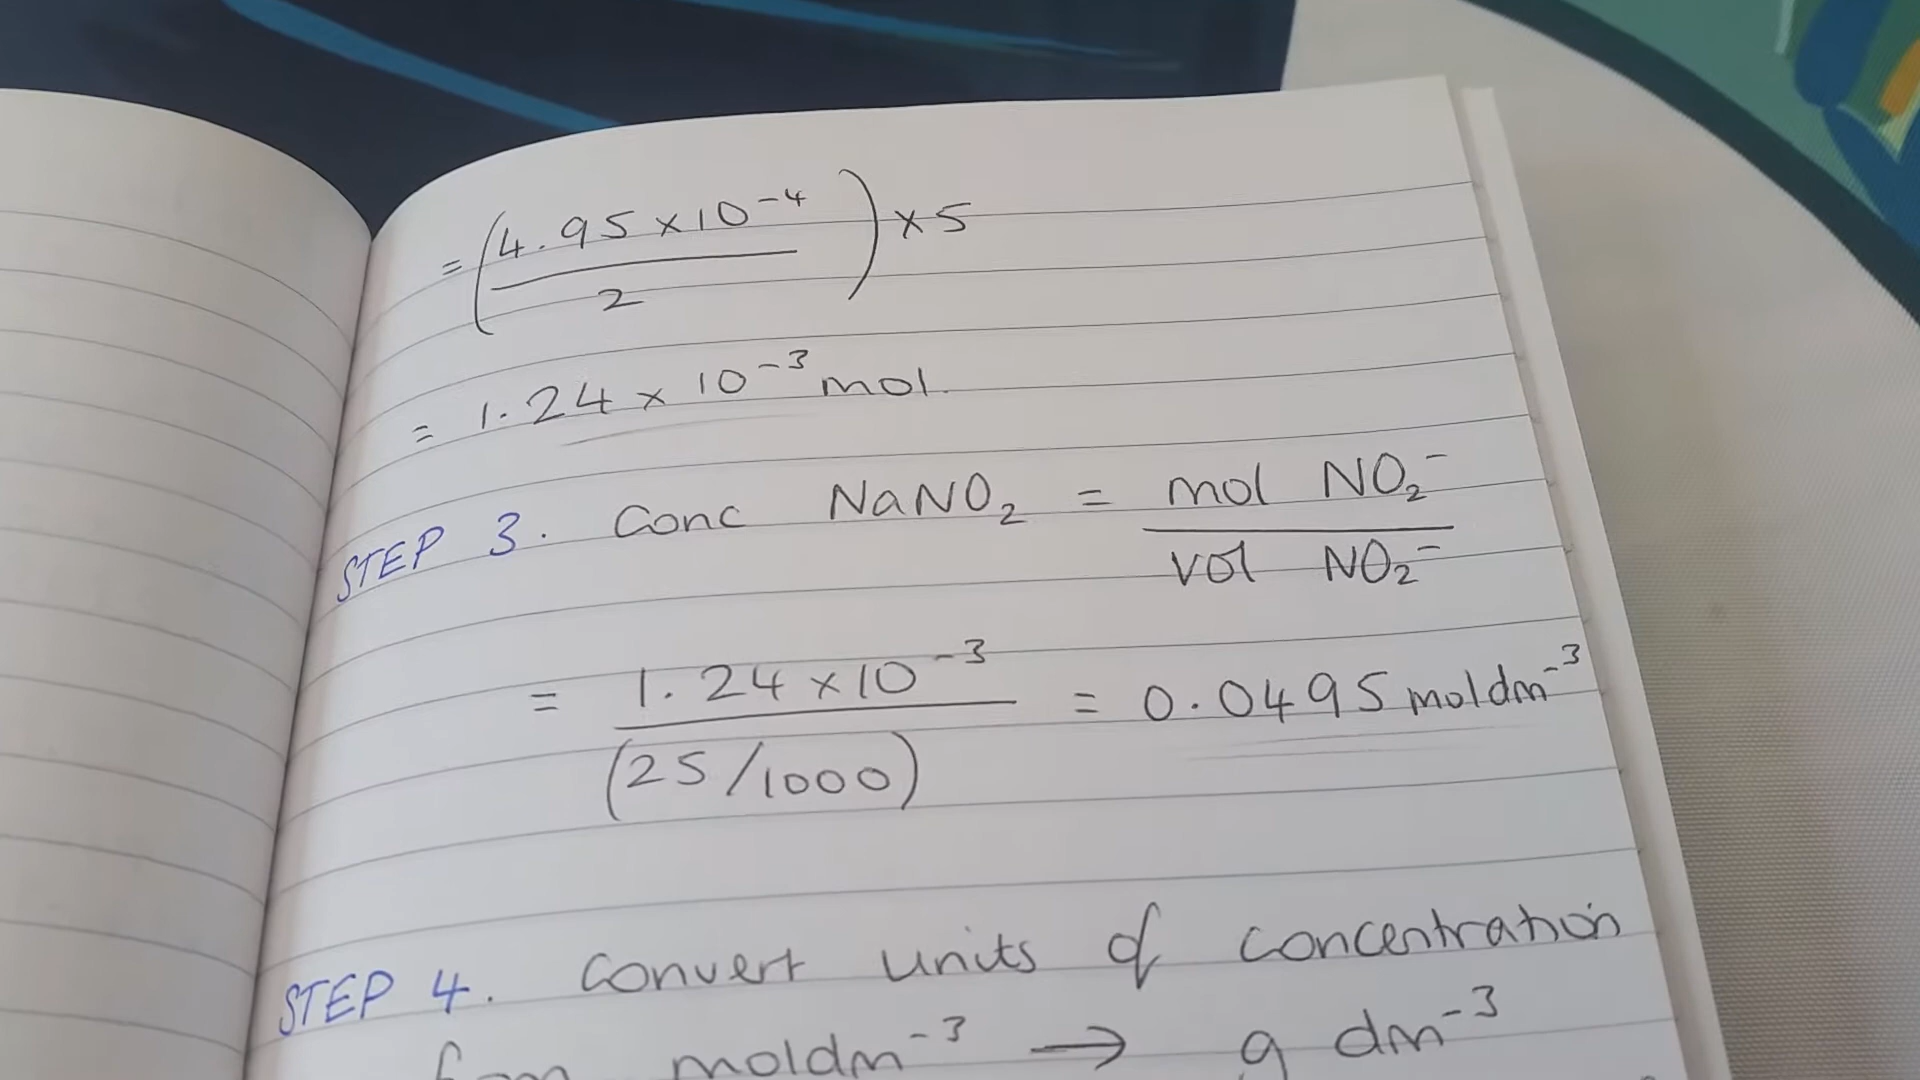 = (4.95 × 10⁻⁴ / 2) × 5
= 1.24 × 10⁻³ mol.
STEP 3. Conc NaNO₂ = mol NO₂⁻ / vol NO₂⁻
= 1.24 × 10⁻³ / (25/1000) = 0.0495 moldm⁻³
STEP 4. Convert units of concentration
from moldm⁻³ → g dm⁻³